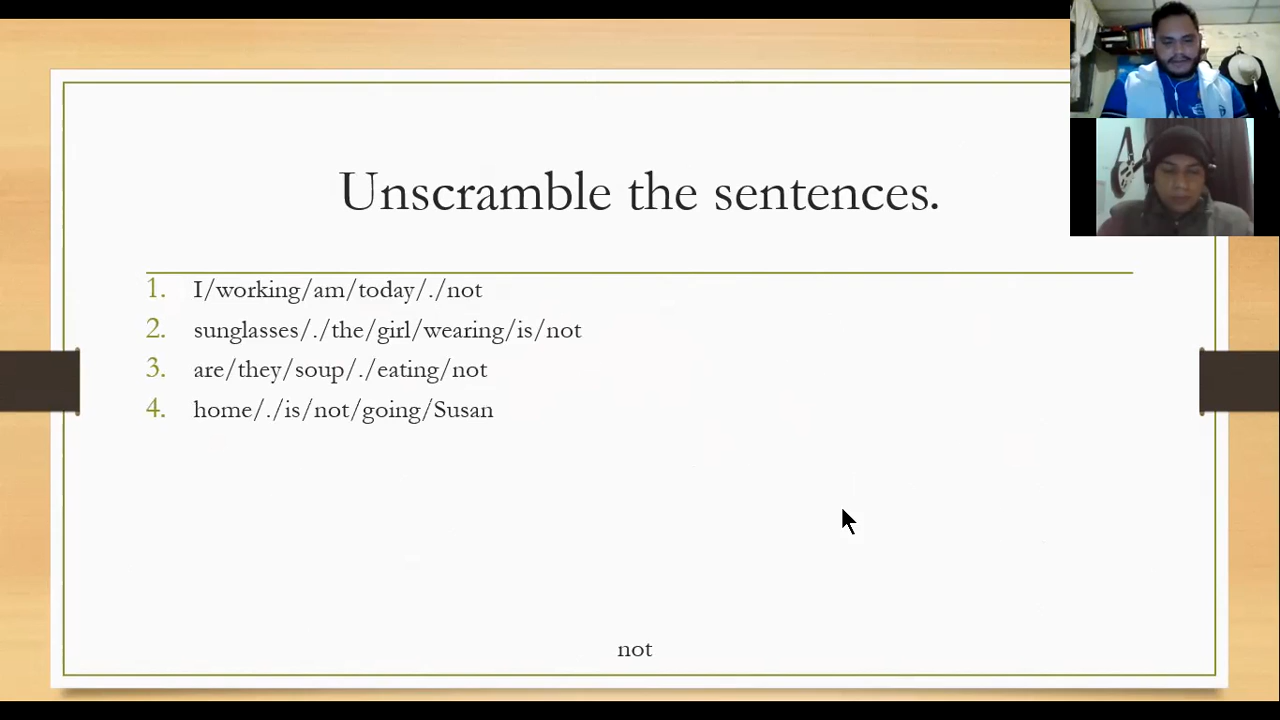 Unscramble the sentences.
1. I/working/am/today/./not
2. sunglasses/./the/girl/wearing/is/not
3. are/they/soup/./eating/not
4. home/./is/not/going/Susan
not